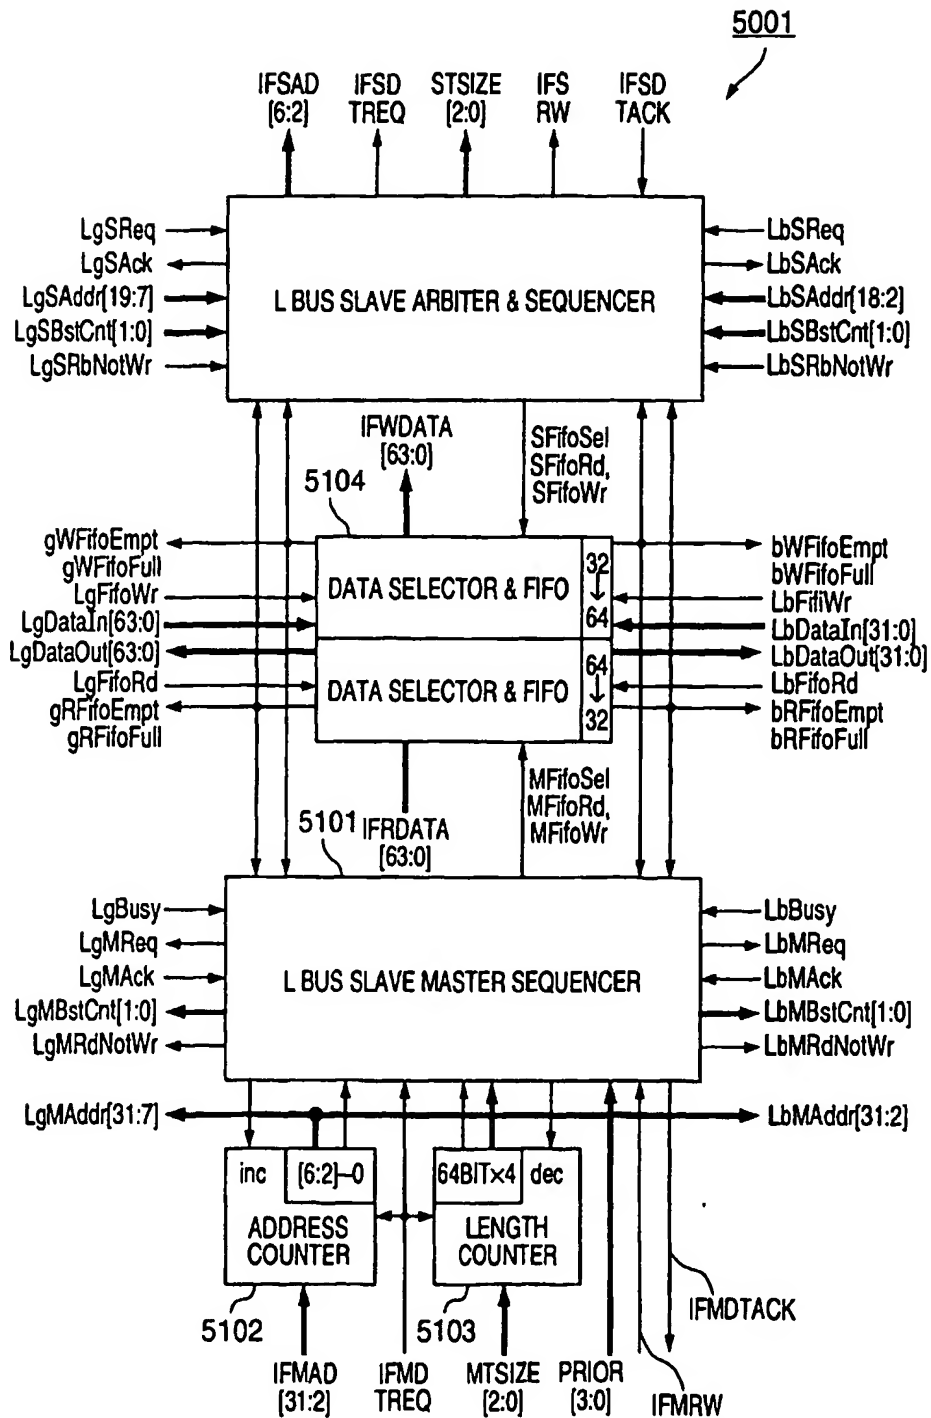 5001
IFSAD
[6:2]
IFSD
TREQ
STSIZE
[2:0]
IFS
RW
IFSD
TACK
LgSReq
LgSAck
LgSAddr[19:7]
LgSBstCnt[1:0]
LgSRbNotWr
L BUS SLAVE ARBITER & SEQUENCER
LbSReq
LbSAck
LbSAddr[18:2]
LbSBstCnt[1:0]
LbSRbNotWr
IFWDATA
[63:0]
SFifoSel
SFifoRd,
SFifoWr
5104
gWFifoEmpt
gWFifoFull
LgFifoWr
LgDataIn[63:0]
LgDataOut[63:0]
LgFifoRd
gRFifoEmpt
gRFifoFull
DATA SELECTOR & FIFO
32
64
DATA SELECTOR & FIFO
64
32
bWFifoEmpt
bWFifoFull
LbFifiWr
LbDataIn[31:0]
LbDataOut[31:0]
LbFifoRd
bRFifoEmpt
bRFifoFull
5101
IFRDATA
[63:0]
MFifoSel
MFifoRd,
MFifoWr
LgBusy
LgMReq
LgMAck
LgMBstCnt[1:0]
LgMRdNotWr
L BUS SLAVE MASTER SEQUENCER
LbBusy
LbMReq
LbMAck
LbMBstCnt[1:0]
LbMRdNotWr
LgMAddr[31:7]
LbMAddr[31:2]
inc
[6:2]–0
ADDRESS
COUNTER
64BIT×4
dec
LENGTH
COUNTER
5102
5103
IFMDTACK
IFMAD
[31:2]
IFMD
TREQ
MTSIZE
[2:0]
PRIOR
[3:0]
IFMRW